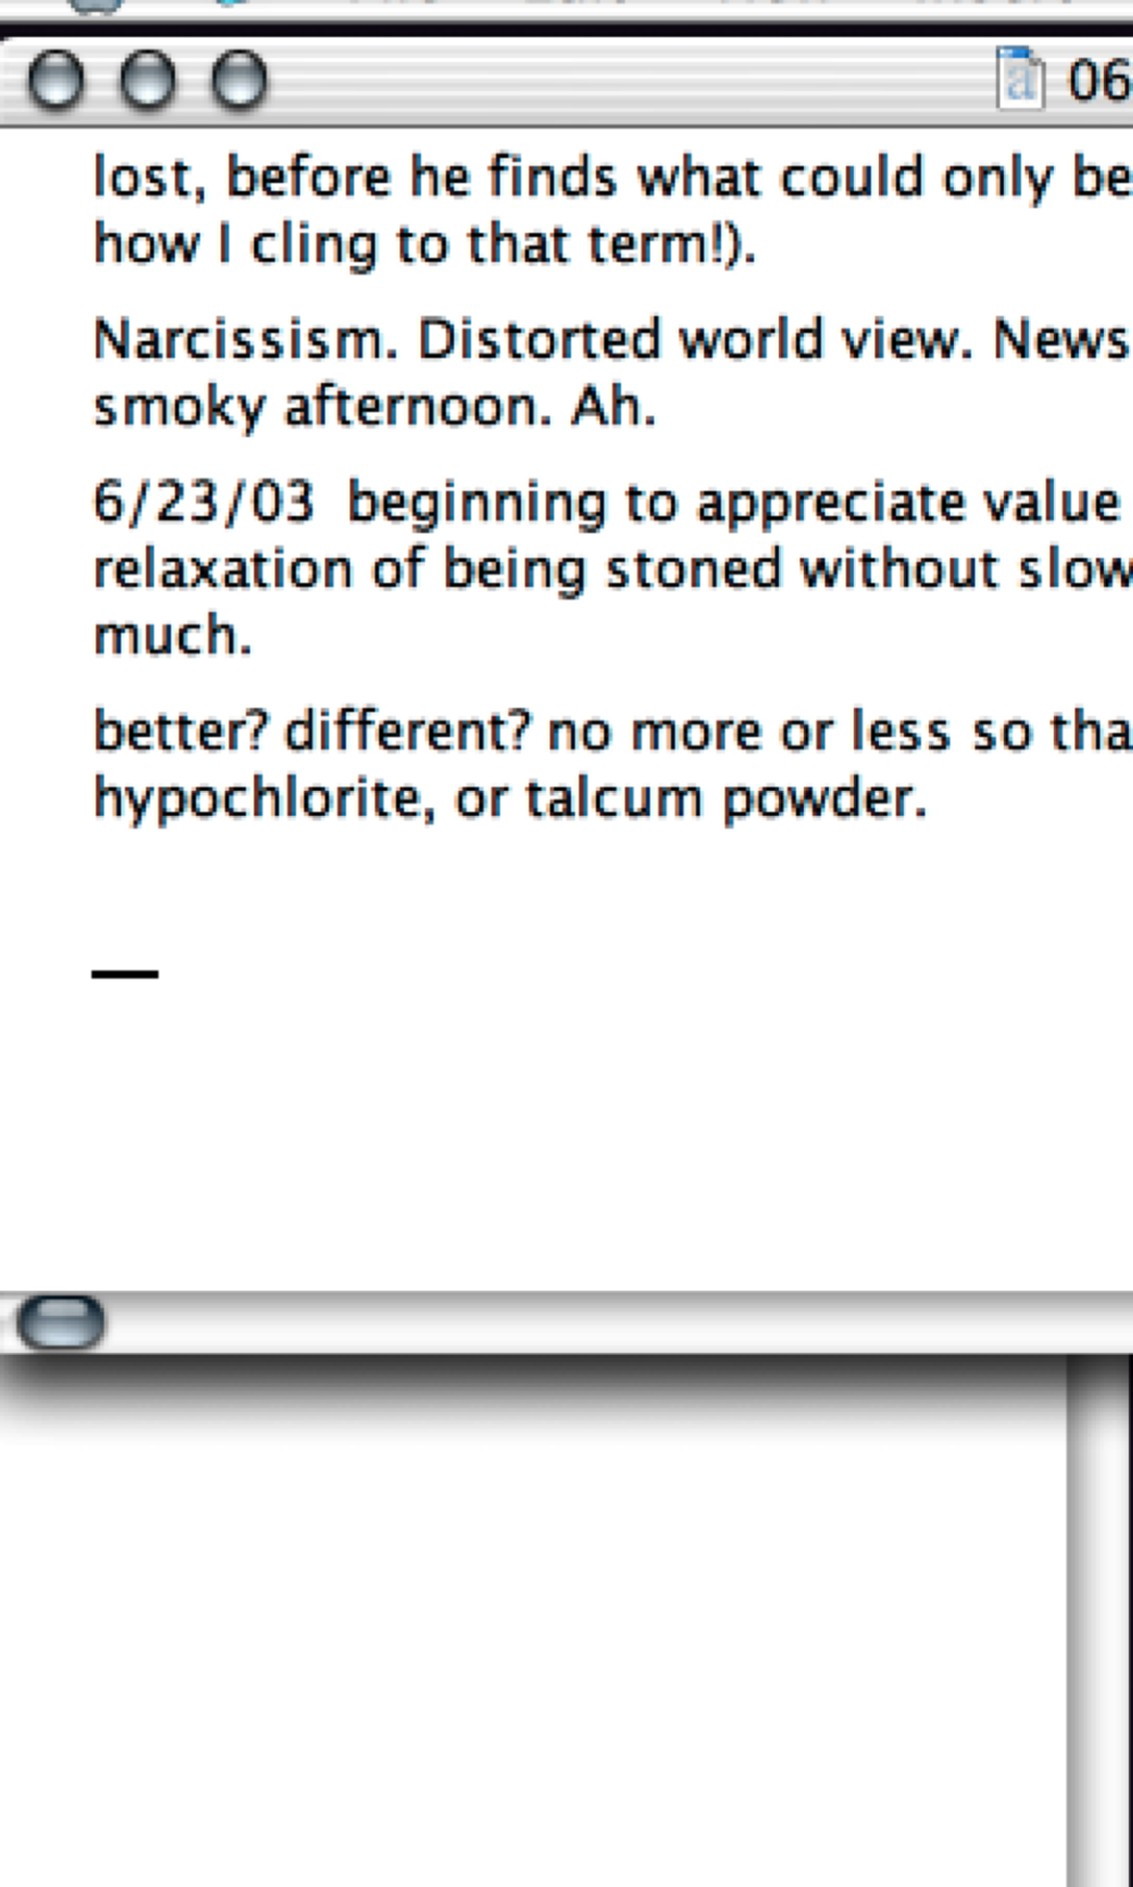 06
lost, before he finds what could only be
how I cling to that term!).
Narcissism. Distorted world view. News
smoky afternoon. Ah.
6/23/03 beginning to appreciate value
relaxation of being stoned without slow
much.
better? different? no more or less so tha
hypochlorite, or talcum powder.
—